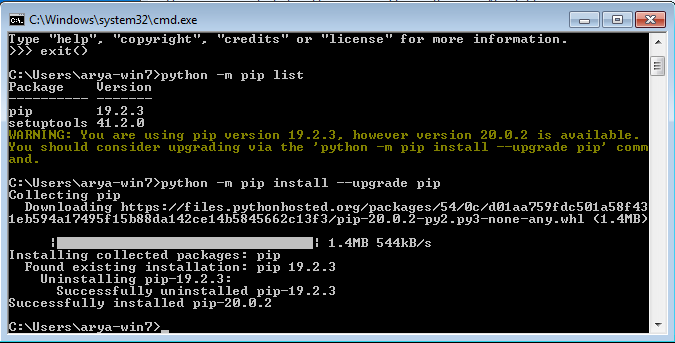 C:\Windows\system32\cmd.exe
Type "help", "copyright", "credits" or "license" for more information.
>>> exit()
C:\Users\arya-win7>python -m pip list
Package    Version
---------- -------
pip        19.2.3
setuptools 41.2.0
WARNING: You are using pip version 19.2.3, however version 20.0.2 is available.
You should consider upgrading via the 'python -m pip install --upgrade pip' comm
and.
C:\Users\arya-win7>python -m pip install --upgrade pip
Collecting pip
  Downloading https://files.pythonhosted.org/packages/54/0c/d01aa759fdc501a58f43
1eb594a17495f15b88da142ce14b5845662c13f3/pip-20.0.2-py2.py3-none-any.whl (1.4MB)
     |████████████████████████████████| 1.4MB 544kB/s
Installing collected packages: pip
  Found existing installation: pip 19.2.3
    Uninstalling pip-19.2.3:
      Successfully uninstalled pip-19.2.3
Successfully installed pip-20.0.2
C:\Users\arya-win7>_